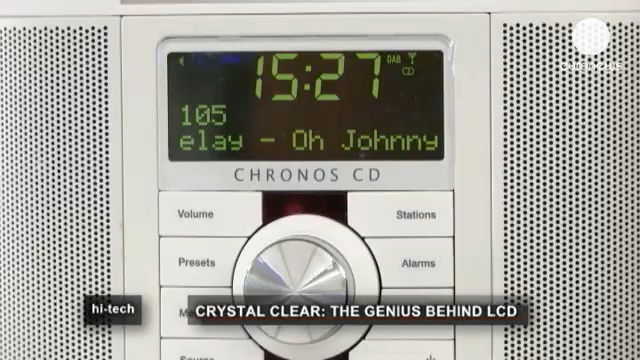 15:27
DAB
105
elay - Oh Johnny
CHRONOS CD
Volume
Stations
Presets
Alarms
hi-tech
CRYSTAL CLEAR: THE GENIUS BEHIND LCD